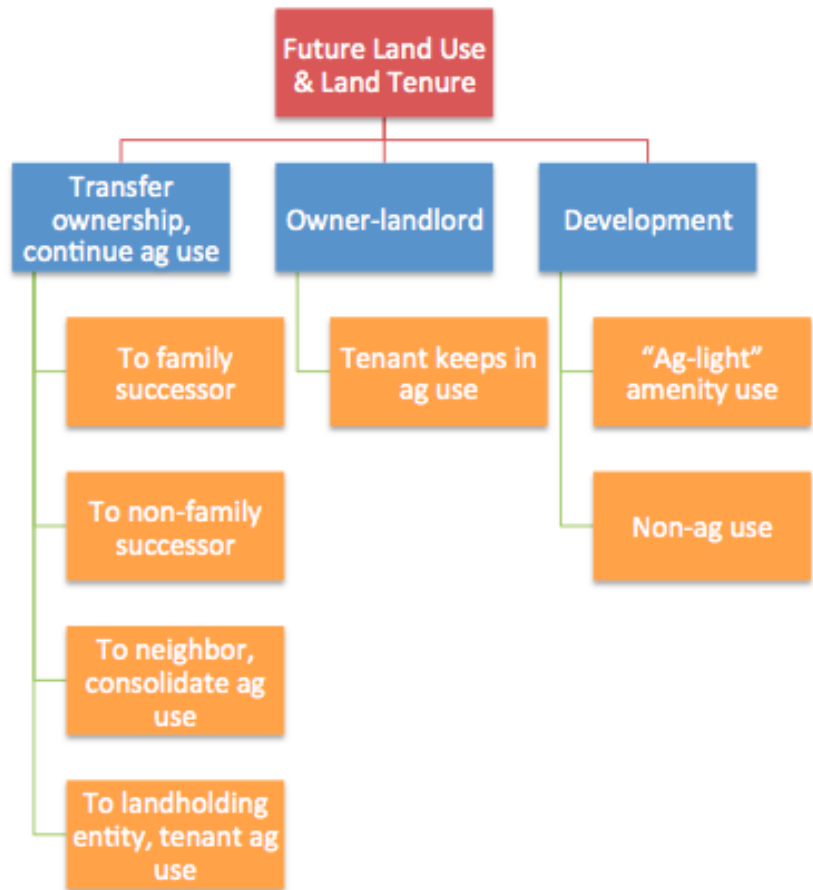 Future Land Use
& Land Tenure
Transfer
ownership,
continue ag use
Owner-landlord
Development
To family
successor
Tenant keeps in
ag use
“Ag-light”
amenity use
To non-family
successor
Non-ag use
To neighbor,
consolidate ag
use
To landholding
entity, tenant ag
use